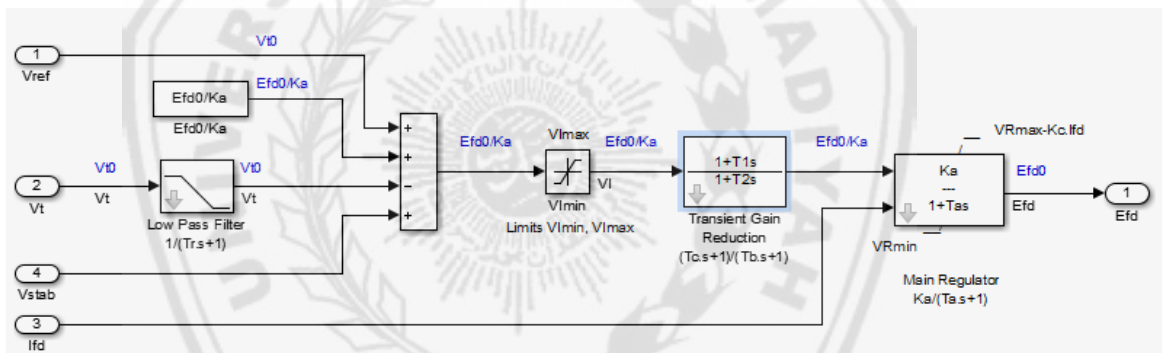 1
Vref
Vt0
Efd0/Ka
Efd0/Ka
Efd0/Ka
2
Vt
Vt0
Vt
Vt0
Vt
Low Pass Filter
1/(Tr.s+1)
+
+
-
+
Efd0/Ka
VImax
VImin
Limits VImin, VImax
Efd0/Ka
VI
1+T1s
1+T2s
Transient Gain
Reduction
(Tc.s+1)/(Tb.s+1)
Efd0/Ka
VRmax-Kc.Ifd
Ka
---
1+Tas
VRmin
Main Regulator
Ka/(Ta.s+1)
Efd0
Efd
1
Efd
4
Vstab
3
Ifd